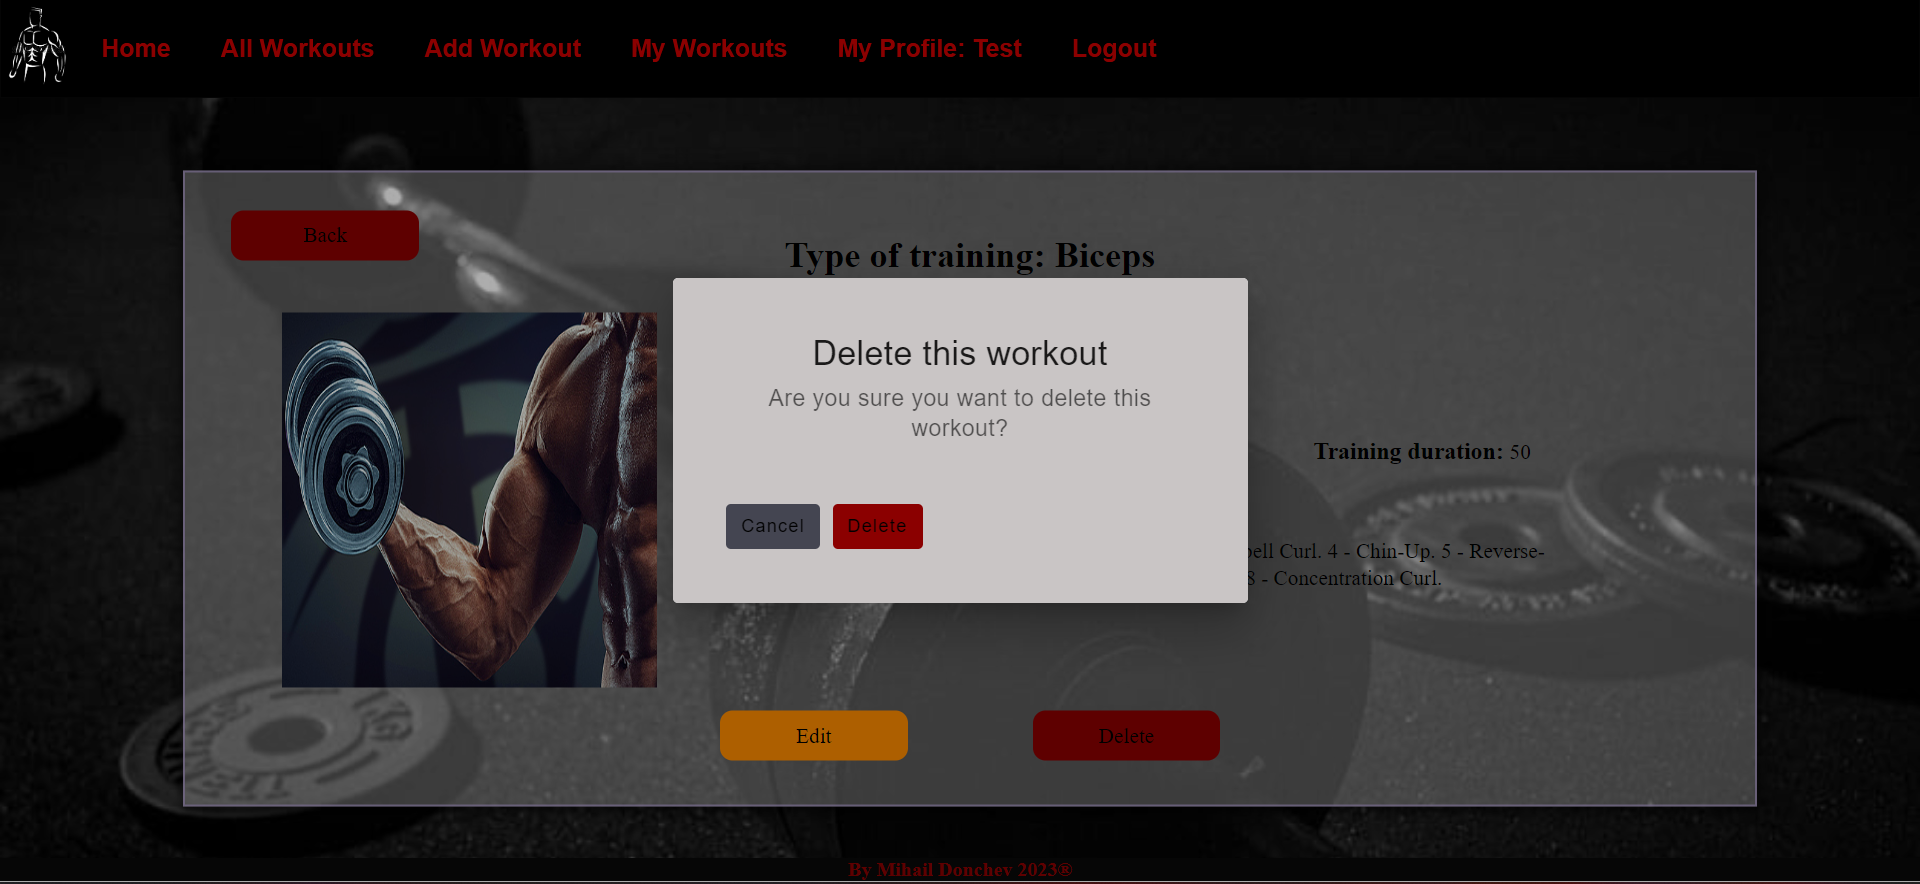 Home
All Workouts
Add Workout
My Workouts
My Profile: Test
Logout
Back
Type of training: Biceps
Delete this workout
Are you sure you want to delete this
workout?
Cancel
Delete
Training duration: 50
Curl. 4 - Chin-Up. 5 - Reverse-
8 - Concentration Curl.
Edit
Delete
By Mihail Donchev 2023®